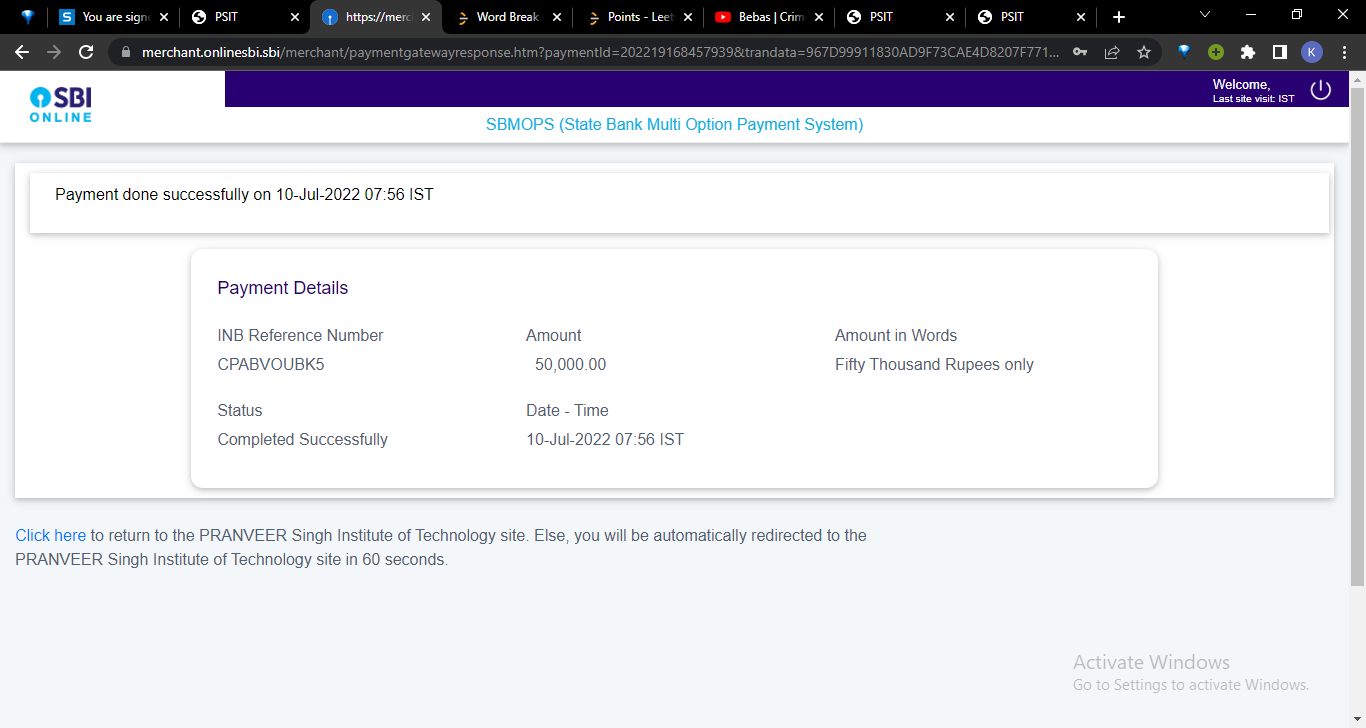 You are signe
PSIT
https://merc
Word Break
Points - Leet
Bebas | Crim
PSIT
PSIT
merchant.onlinesbi.sbi/merchant/paymentgatewayresponse.htm?paymentId=202219168457939&trandata=967D99911830AD9F73CAE4D8207F771...
K
SBI
ONLINE
Welcome,
Last site visit: IST
SBMOPS (State Bank Multi Option Payment System)
Payment done successfully on 10-Jul-2022 07:56 IST
Payment Details
INB Reference Number Amount Amount in Words
CPABVOUBK5 50,000.00 Fifty Thousand Rupees only
Status Date - Time
Completed Successfully 10-Jul-2022 07:56 IST
Click here to return to the PRANVEER Singh Institute of Technology site. Else, you will be automatically redirected to the
PRANVEER Singh Institute of Technology site in 60 seconds.
Activate Windows
Go to Settings to activate Windows.